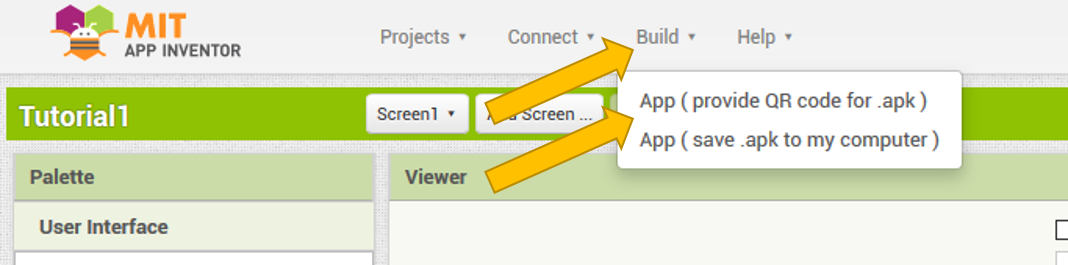 MIT
APP INVENTOR
Projects Connect Build Help
Tutorial1
Screen1 Screen ...
App ( provide QR code for .apk )
App ( save .apk to my computer )
Palette
Viewer
User Interface